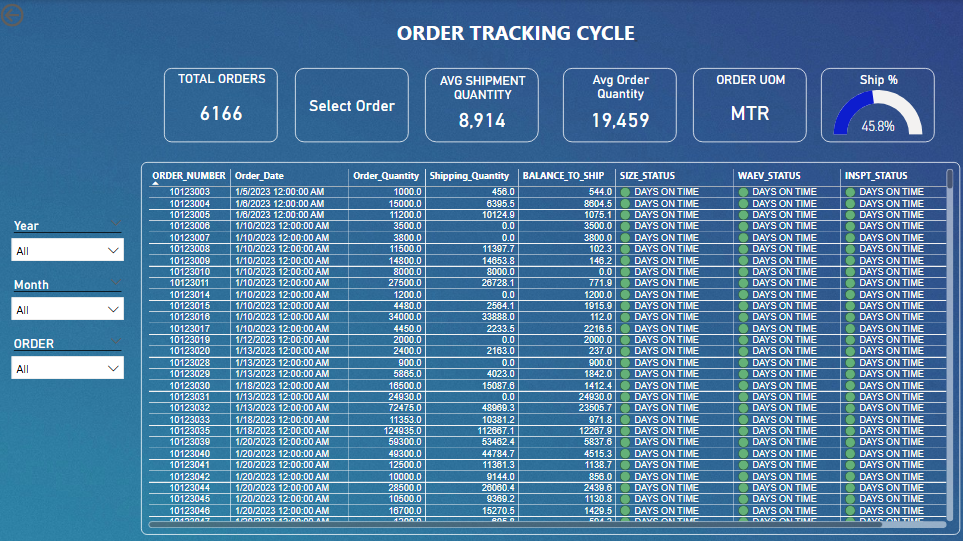 ORDER TRACKING CYCLE
TOTAL ORDERS
6166
Select Order
AVG SHIPMENT
QUANTITY
8,914
Avg Order
Quantity
19,459
ORDER UOM
MTR
Ship %
45.8%
Year
All
Month
All
ORDER
All
ORDER_NUMBER Order_Date Order_Quantity Shipping_Quantity BALANCE_TO_SHIP SIZE_STATUS WAEV_STATUS INSPT_STATUS
10123003 1/5/2023 12:00:00 AM 1000.0 456.0 544.0 DAYS ON TIME DAYS ON TIME DAYS ON TIME
10123004 1/6/2023 12:00:00 AM 15000.0 6395.5 8604.5 DAYS ON TIME DAYS ON TIME DAYS ON TIME
10123005 1/6/2023 12:00:00 AM 11200.0 10124.9 1075.1 DAYS ON TIME DAYS ON TIME DAYS ON TIME
10123006 1/10/2023 12:00:00 AM 3500.0 0.0 3500.0 DAYS ON TIME DAYS ON TIME DAYS ON TIME
10123007 1/10/2023 12:00:00 AM 3800.0 0.0 3800.0 DAYS ON TIME DAYS ON TIME DAYS ON TIME
10123008 1/10/2023 12:00:00 AM 11500.0 11397.7 102.3 DAYS ON TIME DAYS ON TIME DAYS ON TIME
10123009 1/10/2023 12:00:00 AM 14800.0 14653.8 146.2 DAYS ON TIME DAYS ON TIME DAYS ON TIME
10123010 1/10/2023 12:00:00 AM 8000.0 8000.0 0.0 DAYS ON TIME DAYS ON TIME DAYS ON TIME
10123011 1/10/2023 12:00:00 AM 27500.0 26728.1 771.9 DAYS ON TIME DAYS ON TIME DAYS ON TIME
10123014 1/10/2023 12:00:00 AM 1200.0 0.0 1200.0 DAYS ON TIME DAYS ON TIME DAYS ON TIME
10123015 1/10/2023 12:00:00 AM 4480.0 2564.1 1915.9 DAYS ON TIME DAYS ON TIME DAYS ON TIME
10123016 1/10/2023 12:00:00 AM 34000.0 33888.0 112.0 DAYS ON TIME DAYS ON TIME DAYS ON TIME
10123017 1/10/2023 12:00:00 AM 4450.0 2233.5 2216.5 DAYS ON TIME DAYS ON TIME DAYS ON TIME
10123019 1/12/2023 12:00:00 AM 2000.0 0.0 2000.0 DAYS ON TIME DAYS ON TIME DAYS ON TIME
10123020 1/13/2023 12:00:00 AM 2400.0 2163.0 237.0 DAYS ON TIME DAYS ON TIME DAYS ON TIME
10123028 1/13/2023 12:00:00 AM 900.0 0.0 900.0 DAYS ON TIME DAYS ON TIME DAYS ON TIME
10123029 1/13/2023 12:00:00 AM 5865.0 4023.0 1842.0 DAYS ON TIME DAYS ON TIME DAYS ON TIME
10123030 1/18/2023 12:00:00 AM 16500.0 15087.6 1412.4 DAYS ON TIME DAYS ON TIME DAYS ON TIME
10123031 1/13/2023 12:00:00 AM 24930.0 0.0 24930.0 DAYS ON TIME DAYS ON TIME DAYS ON TIME
10123032 1/13/2023 12:00:00 AM 72475.0 48969.3 23505.7 DAYS ON TIME DAYS ON TIME DAYS ON TIME
10123033 1/18/2023 12:00:00 AM 11353.0 10381.2 971.8 DAYS ON TIME DAYS ON TIME DAYS ON TIME
10123035 1/18/2023 12:00:00 AM 124935.0 112667.1 12267.9 DAYS ON TIME DAYS ON TIME DAYS ON TIME
10123039 1/20/2023 12:00:00 AM 59300.0 53462.4 5837.6 DAYS ON TIME DAYS ON TIME DAYS ON TIME
10123040 1/20/2023 12:00:00 AM 49300.0 44784.7 4515.3 DAYS ON TIME DAYS ON TIME DAYS ON TIME
10123041 1/20/2023 12:00:00 AM 12500.0 11361.3 1138.7 DAYS ON TIME DAYS ON TIME DAYS ON TIME
10123042 1/20/2023 12:00:00 AM 10000.0 9144.0 856.0 DAYS ON TIME DAYS ON TIME DAYS ON TIME
10123044 1/20/2023 12:00:00 AM 28500.0 26060.4 2439.6 DAYS ON TIME DAYS ON TIME DAYS ON TIME
10123045 1/20/2023 12:00:00 AM 10500.0 9369.2 1130.8 DAYS ON TIME DAYS ON TIME DAYS ON TIME
10123046 1/20/2023 12:00:00 AM 16700.0 15270.5 1429.5 DAYS ON TIME DAYS ON TIME DAYS ON TIME